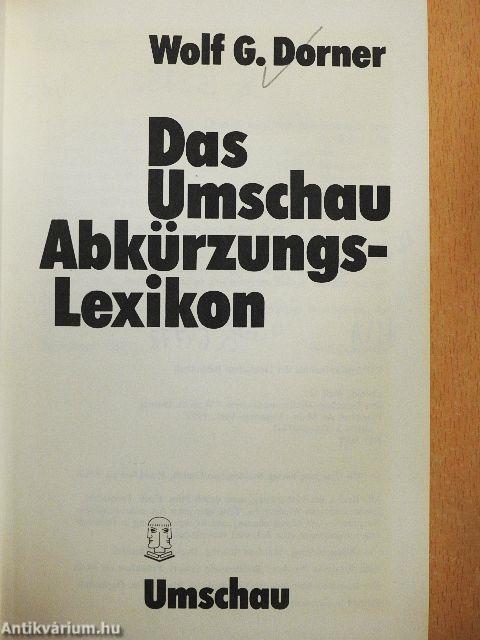 Wolf G. Dorner
Das
Umschau
Abkürzungs-
Lexikon
Umschau
Antikvárium.hu